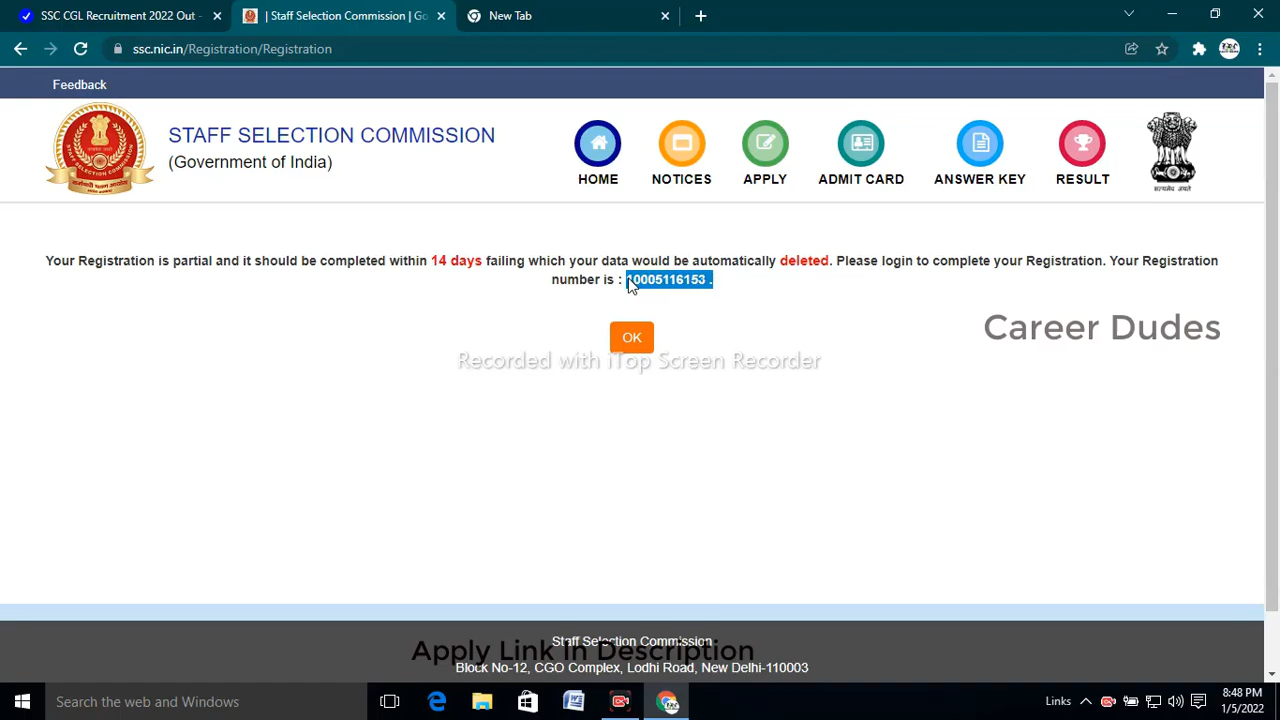 SSC CGL Recruitment 2022 Out -
| Staff Selection Commission | Go
New Tab
ssc.nic.in/Registration/Registration
Feedback
STAFF SELECTION COMMISSION
(Government of India)
HOME
NOTICES
APPLY
ADMIT CARD
ANSWER KEY
RESULT
सत्यमेव जयते
Your Registration is partial and it should be completed within 14 days failing which your data would be automatically deleted. Please login to complete your Registration. Your Registration
number is : 10005116153 .
OK
Career Dudes
Recorded with iTop Screen Recorder
Staff Selection Commission
Apply Link In Description
Block No-12, CGO Complex, Lodhi Road, New Delhi-110003
Search the web and Windows
Links
8:48 PM
1/5/2022